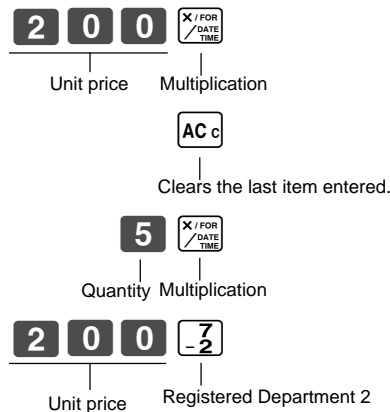 2 0 0 X / FOR / DATE TIME
Unit price Multiplication
AC c
Clears the last item entered.
5 X / FOR / DATE TIME
Quantity Multiplication
2 0 0 7 -2
Unit price Registered Department 2